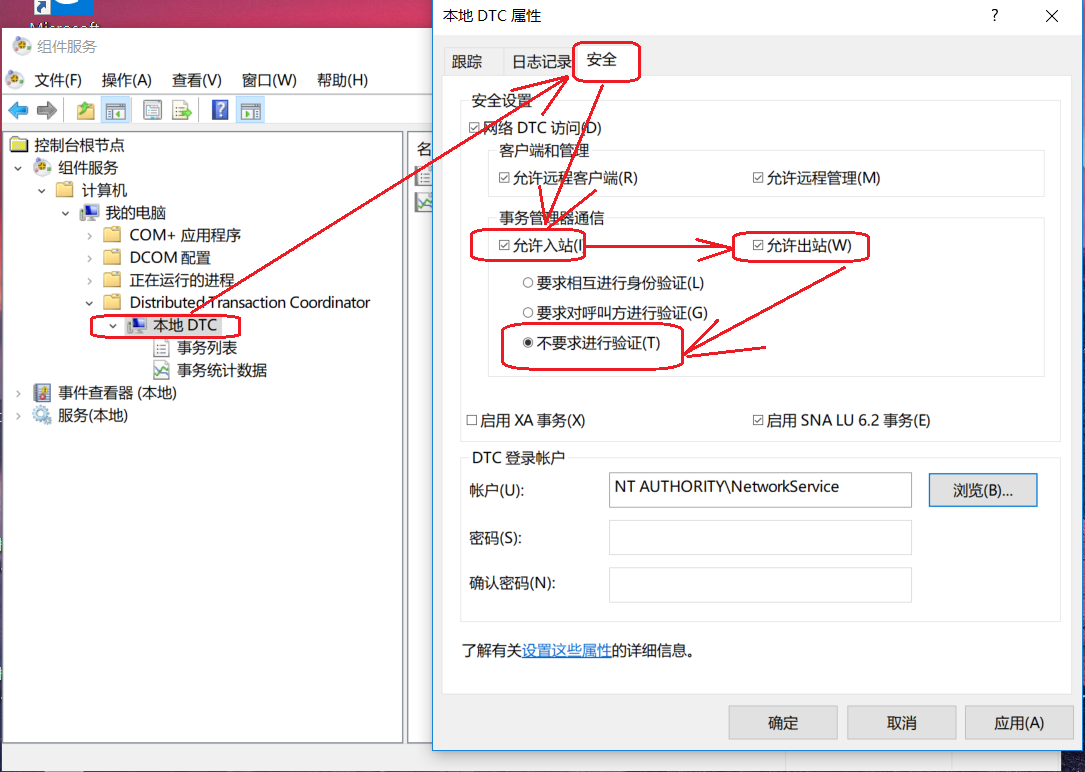 Microsoft
组件服务
文件(F) 操作(A) 查看(V) 窗口(W) 帮助(H)
控制台根节点
组件服务
计算机
我的电脑
COM+ 应用程序
DCOM 配置
正在运行的进程
Distributed Transaction Coordinator
本地 DTC
事务列表
事务统计数据
事件查看器 (本地)
服务(本地)
名
本地 DTC 属性
跟踪 日志记录 安全
安全设置
网络 DTC 访问(D)
客户端和管理
允许远程客户端(R) 允许远程管理(M)
事务管理器通信
允许入站(I 允许出站(W)
要求相互进行身份验证(L)
要求对呼叫方进行验证(G)
不要求进行验证(T)
启用 XA 事务(X) 启用 SNA LU 6.2 事务(E)
DTC 登录帐户
帐户(U): NT AUTHORITY\NetworkService 浏览(B)...
密码(S):
确认密码(N):
了解有关设置这些属性的详细信息。
确定 取消 应用(A)